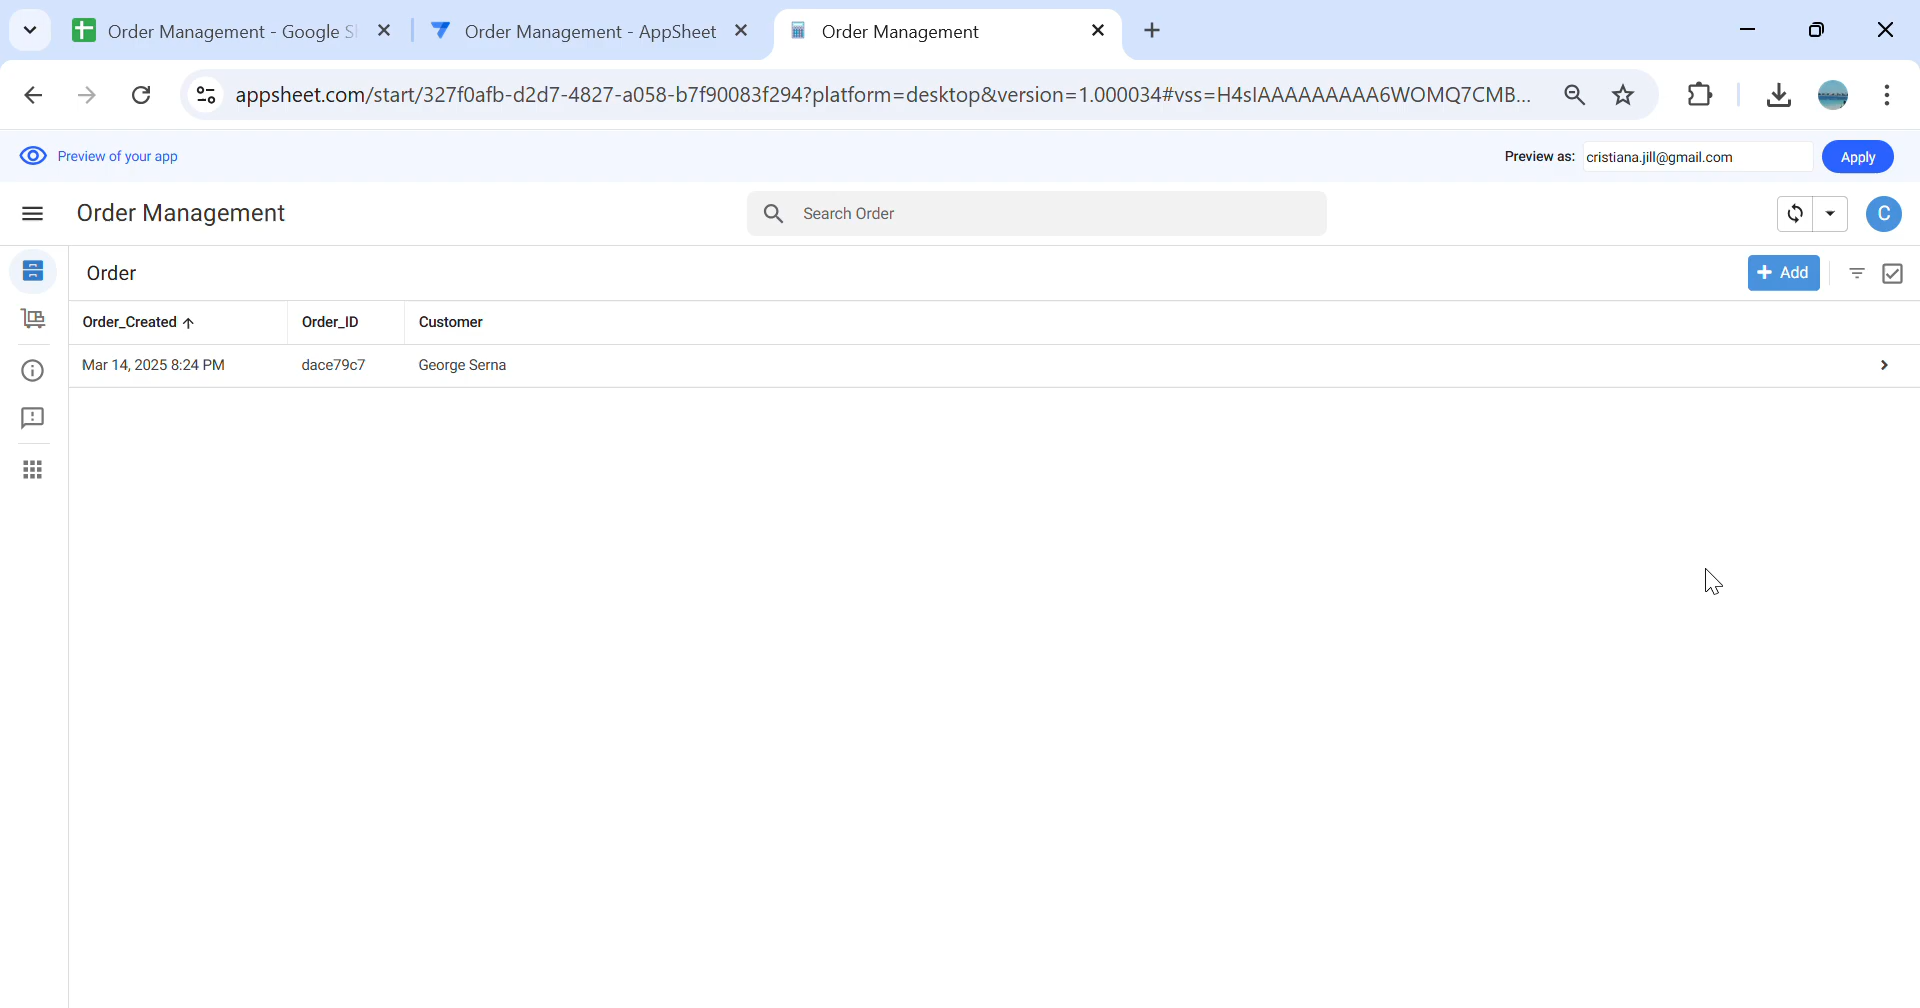 Order Management - Google S
Order Management - AppSheet
Order Management
appsheet.com/start/327f0afb-d2d7-4827-a058-b7f90083f294?platform=desktop&version=1.000034#vss=H4sIAAAAAAAAA6WOMQ7CMB...
Preview of your app
Preview as: cristiana.jill@gmail.com Apply
Order Management
Search Order
C
Order
+ Add
Order_Created Order_ID Customer
Mar 14, 2025 8:24 PM dace79c7 George Serna